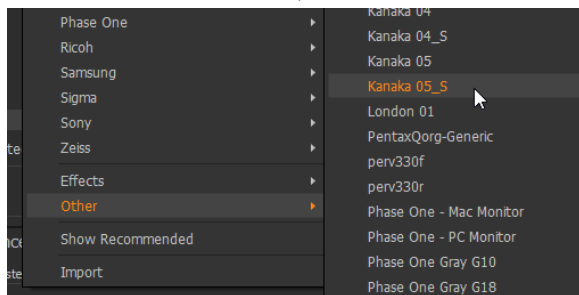 Phase One
Ricoh
Samsung
Sigma
Sony
Zeiss
Effects
Other
Show Recommended
Import
Kanaka 04
Kanaka 04_S
Kanaka 05
Kanaka 05_S
London 01
PentaxQorg-Generic
perv330f
perv330r
Phase One - Mac Monitor
Phase One - PC Monitor
Phase One Gray G10
Phase One Gray G18